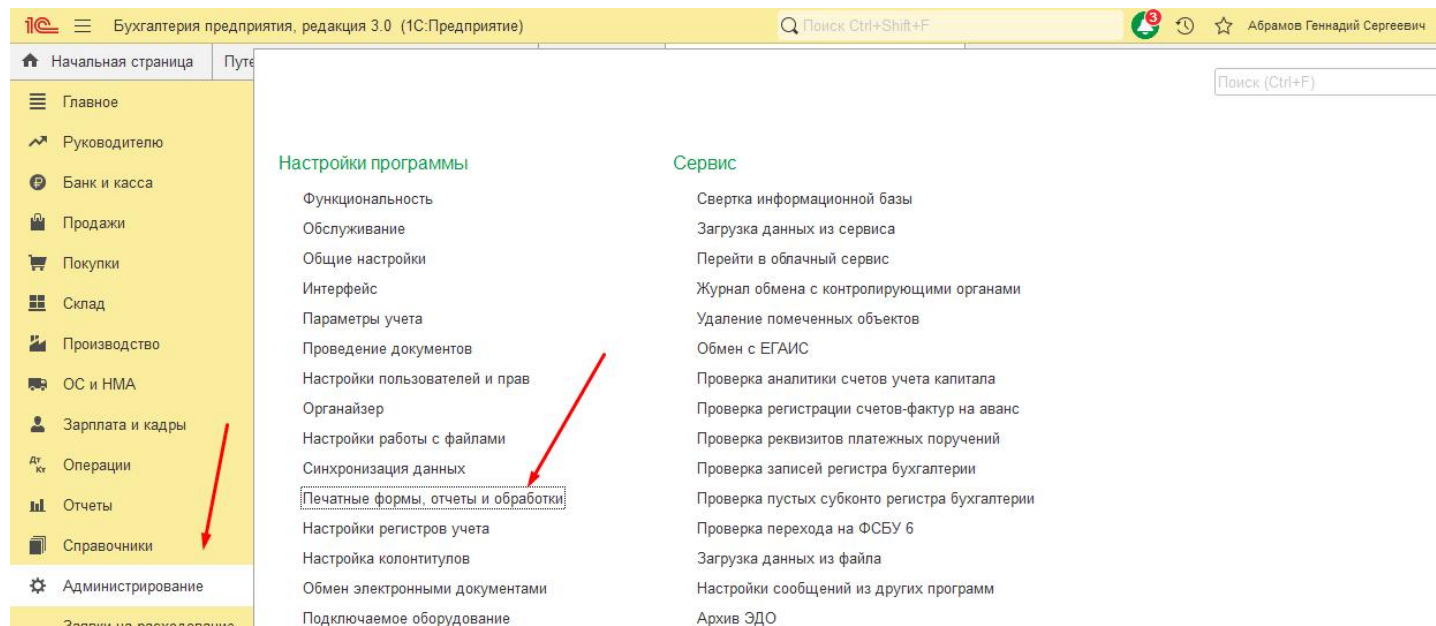 1С Бухгалтерия предприятия, редакция 3.0 (1С:Предприятие) Поиск Ctrl+Shift+F 3 Абрамов Геннадий Сергеевич
Начальная страница Путе
Поиск (Ctrl+F)
Главное
Руководителю
Банк и касса
Продажи
Покупки
Склад
Производство
ОС и НМА
Зарплата и кадры
Дт Кт Операции
Отчеты
Справочники
Администрирование
Заявки на расходование
Настройки программы
Функциональность
Обслуживание
Общие настройки
Интерфейс
Параметры учета
Проведение документов
Настройки пользователей и прав
Органайзер
Настройки работы с файлами
Синхронизация данных
Печатные формы, отчеты и обработки
Настройки регистров учета
Настройка колонтитулов
Обмен электронными документами
Подключаемое оборудование
Сервис
Свертка информационной базы
Загрузка данных из сервиса
Перейти в облачный сервис
Журнал обмена с контролирующими органами
Удаление помеченных объектов
Обмен с ЕГАИС
Проверка аналитики счетов учета капитала
Проверка регистрации счетов-фактур на аванс
Проверка реквизитов платежных поручений
Проверка записей регистра бухгалтерии
Проверка пустых субконто регистра бухгалтерии
Проверка перехода на ФСБУ 6
Загрузка данных из файла
Настройки сообщений из других программ
Архив ЭДО